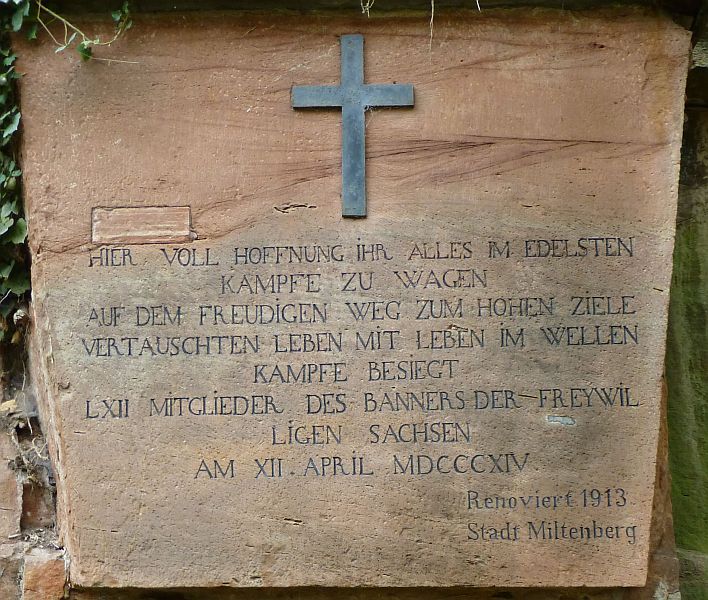 HIER VOLL HOFFNUNG IHR ALLES IM EDELSTEN
KAMPFE ZU WAGEN
AUF DEM FREUDIGEN WEG ZUM HOHEN ZIELE
VERTAUSCHTEN LEBEN MIT LEBEN IM WELLEN
KAMPFE BESIEGT
LXII MITGLIEDER DES BANNERS DER FREYWIL
LIGEN SACHSEN
AM XII. APRIL MDCCCXIV
Renoviert 1913
Stadt Miltenberg